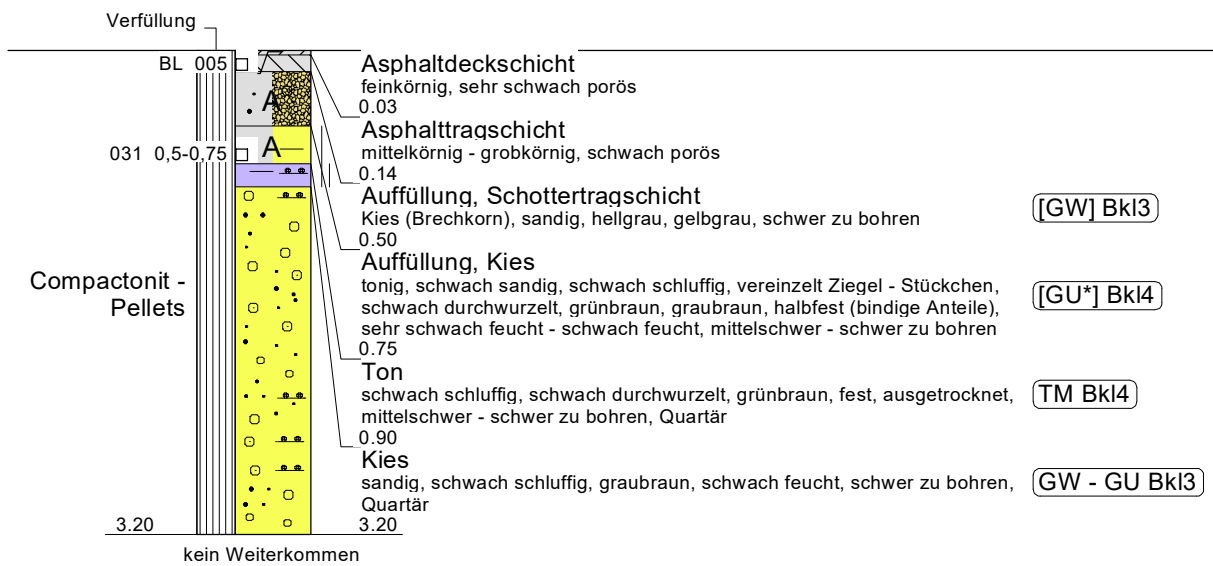 Verfüllung
BL 005
Asphaltdeckschicht
feinkörnig, sehr schwach porös
0.03
A
Asphalttragschicht
031 0,5-0,75
A
mittelkörnig - grobkörnig, schwach porös
0.14
Auffüllung, Schottertragschicht
Kies (Brechkorn), sandig, hellgrau, gelbgrau, schwer zu bohren
[GW] Bkl3
0.50
Auffüllung, Kies
tonig, schwach sandig, schwach schluffig, vereinzelt Ziegel - Stückchen,
schwach durchwurzelt, grünbraun, graubraun, halbfest (bindige Anteile),
sehr schwach feucht - schwach feucht, mittelschwer - schwer zu bohren
[GU*] Bkl4
Compactonit -
Pellets
0.75
Ton
schwach schluffig, schwach durchwurzelt, grünbraun, fest, ausgetrocknet,
mittelschwer - schwer zu bohren, Quartär
TM Bkl4
0.90
Kies
sandig, schwach schluffig, graubraun, schwach feucht, schwer zu bohren,
Quartär
GW - GU Bkl3
3.20
3.20
kein Weiterkommen